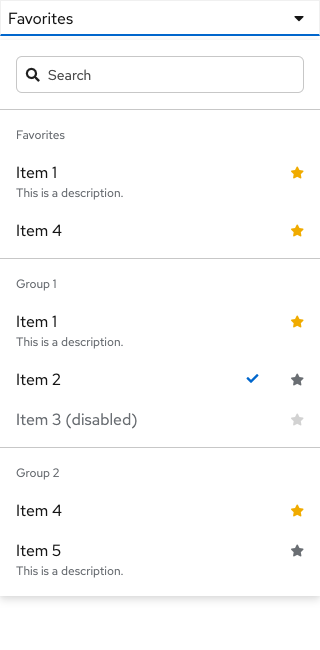 Favorites
Search
Favorites
Item 1
This is a description.
Item 4
Group 1
Item 1
This is a description.
Item 2
Item 3 (disabled)
Group 2
Item 4
Item 5
This is a description.